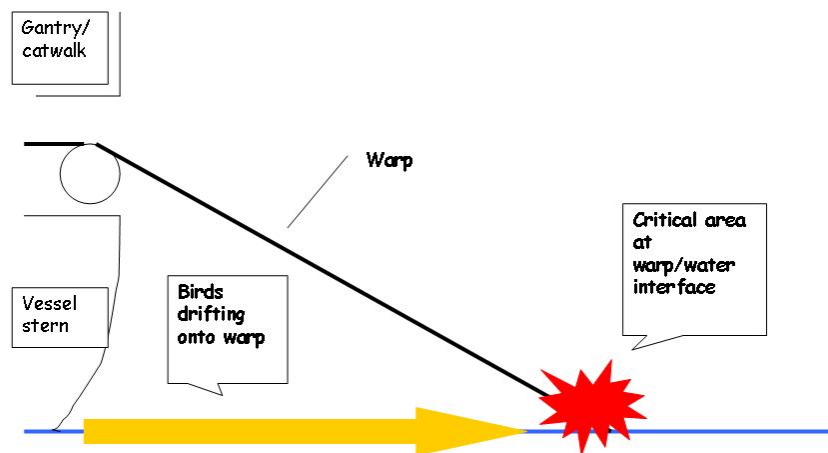 Gantry/
catwalk
Warp
Critical area
at
warp/water
interface
Birds
drifting
onto warp
Vessel
stern